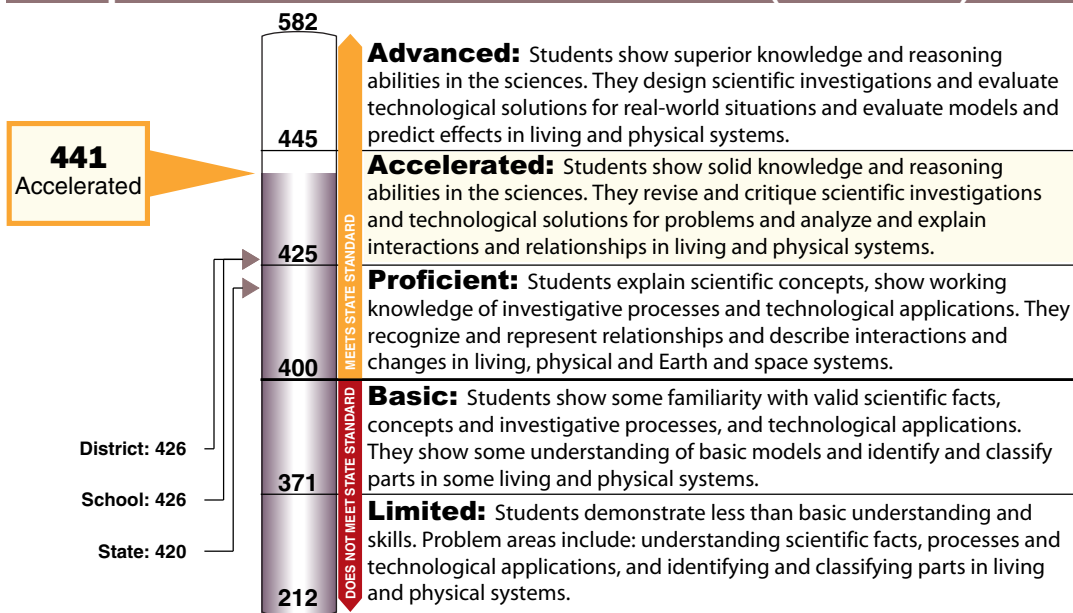 582
Advanced: Students show superior knowledge and reasoning
abilities in the sciences. They design scientific investigations and evaluate
technological solutions for real-world situations and evaluate models and
predict effects in living and physical systems.
445
441
Accelerated
Accelerated: Students show solid knowledge and reasoning
abilities in the sciences. They revise and critique scientific investigations
and technological solutions for problems and analyze and explain
interactions and relationships in living and physical systems.
425
MEETS STATE STANDARD
Proficient: Students explain scientific concepts, show working
knowledge of investigative processes and technological applications. They
recognize and represent relationships and describe interactions and
changes in living, physical and Earth and space systems.
400
Basic: Students show some familiarity with valid scientific facts,
concepts and investigative processes, and technological applications.
They show some understanding of basic models and identify and classify
parts in some living and physical systems.
District: 426
371
School: 426
State: 420
DOES NOT MEET STATE STANDARD
Limited: Students demonstrate less than basic understanding and
skills. Problem areas include: understanding scientific facts, processes and
technological applications, and identifying and classifying parts in living
and physical systems.
212